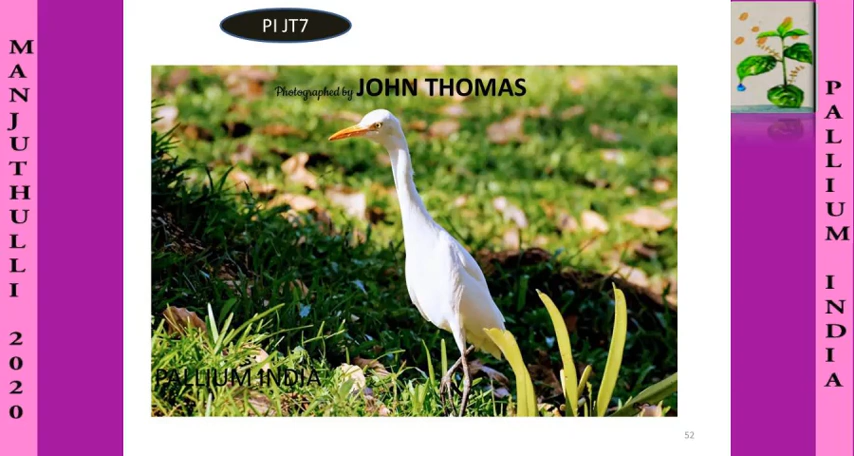 PI JT7
MANJUTHULLI 2020
Photographed by JOHN THOMAS
PALLIUM INDIA
PALLIUM INDIA
52